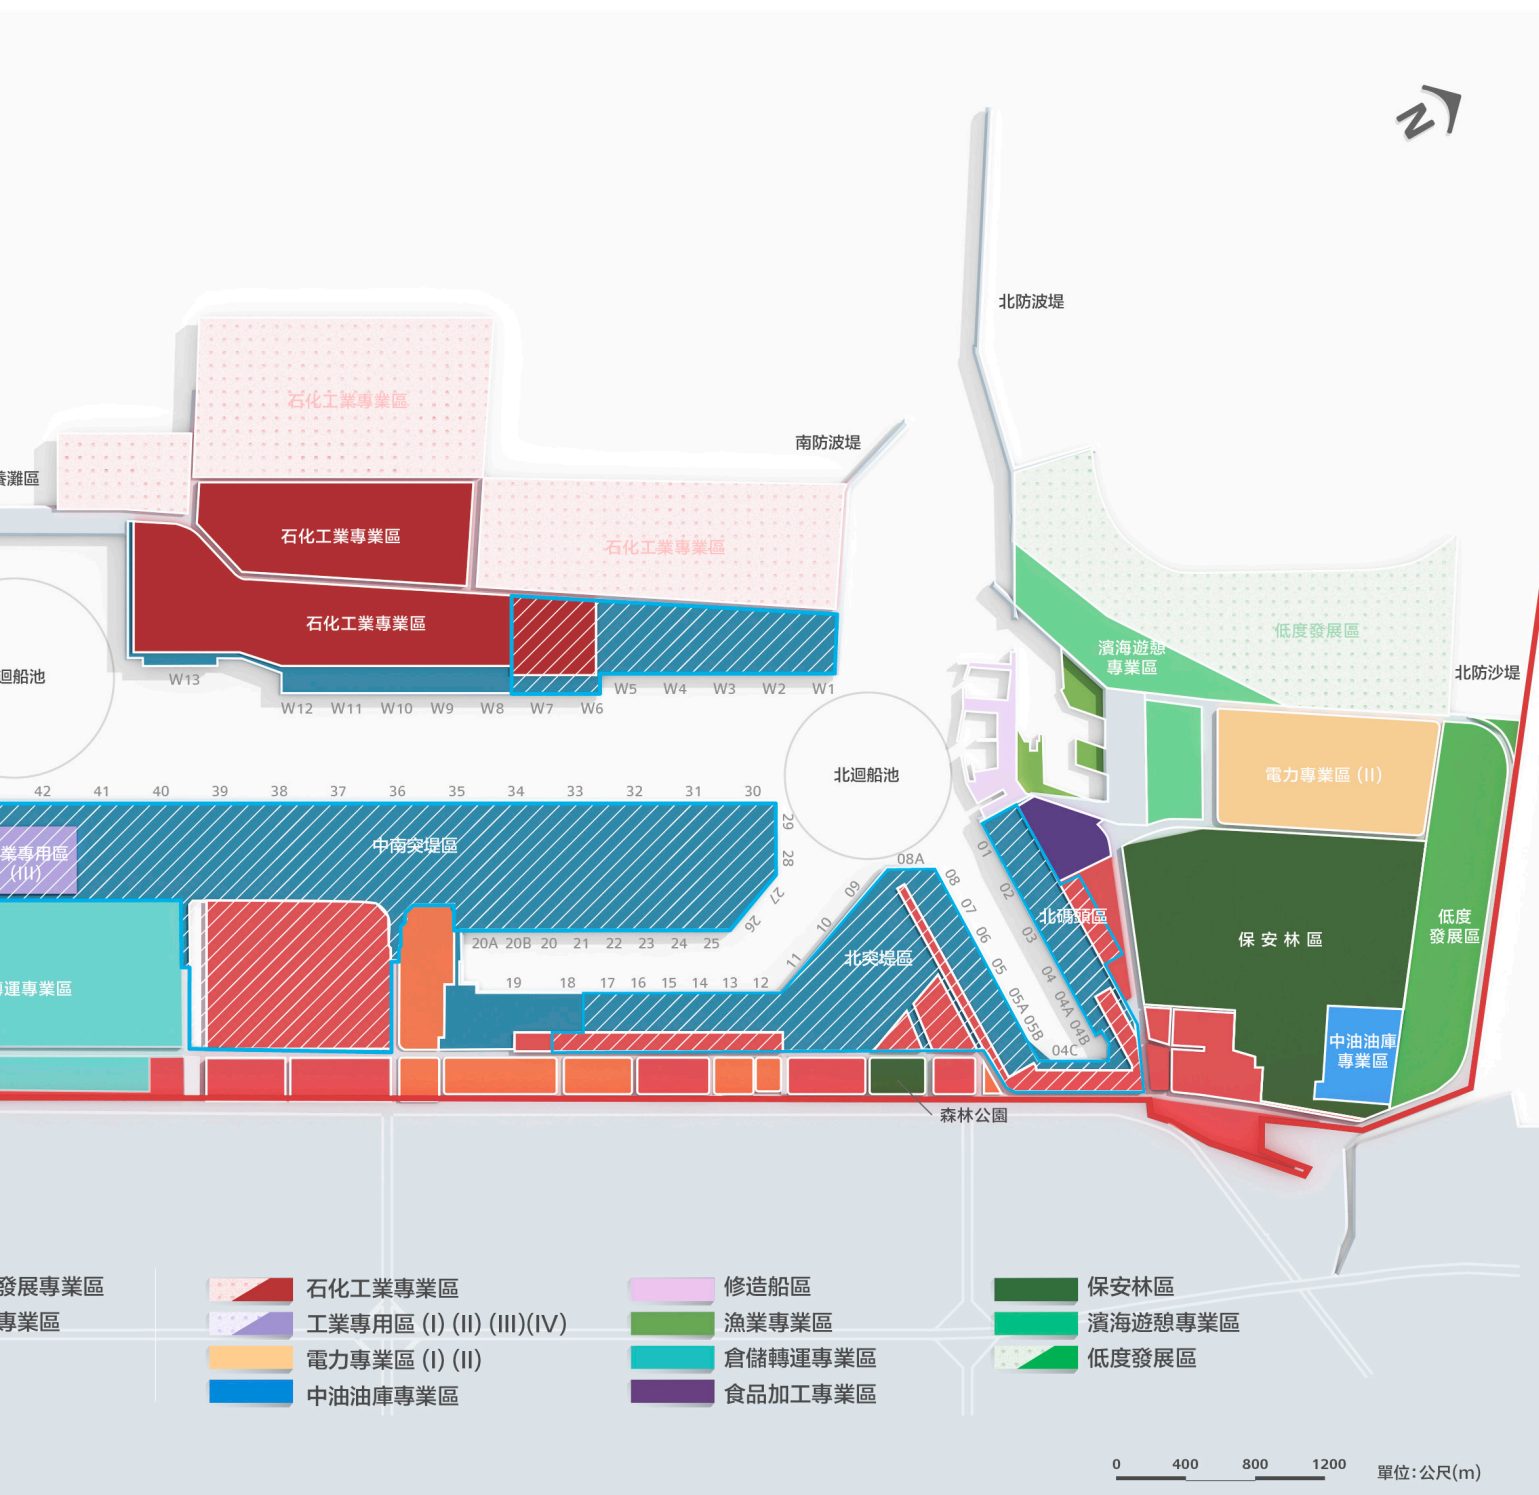 N
北防波堤
石化工業專業區
南防波堤
養灘區
石化工業專業區
石化工業專業區
石化工業專業區
低度發展區
濱海遊憩
專業區
北防沙堤
迴船池
W13
W12
W11
W10
W9
W8
W7
W6
W5
W4
W3
W2
W1
北迴船池
電力專業區 (II)
42
41
40
39
38
37
36
35
34
33
32
31
30
29
28
27
26
業專用區
(III)
中南突堤區
20A
20B
20
21
22
23
24
25
19
18
17
16
15
14
13
12
11
10
09
08A
08
07
06
05
05A
05B
04C
01
02
03
04
04A
04B
北突堤區
北碼頭區
保安林區
低度
發展區
轉運專業區
中油油庫
專業區
森林公園
發展專業區
專業區
石化工業專業區
工業專用區 (I) (II) (III)(IV)
電力專業區 (I) (II)
中油油庫專業區
修造船區
漁業專業區
倉儲轉運專業區
食品加工專業區
保安林區
濱海遊憩專業區
低度發展區
0 400 800 1200 單位:公尺(m)